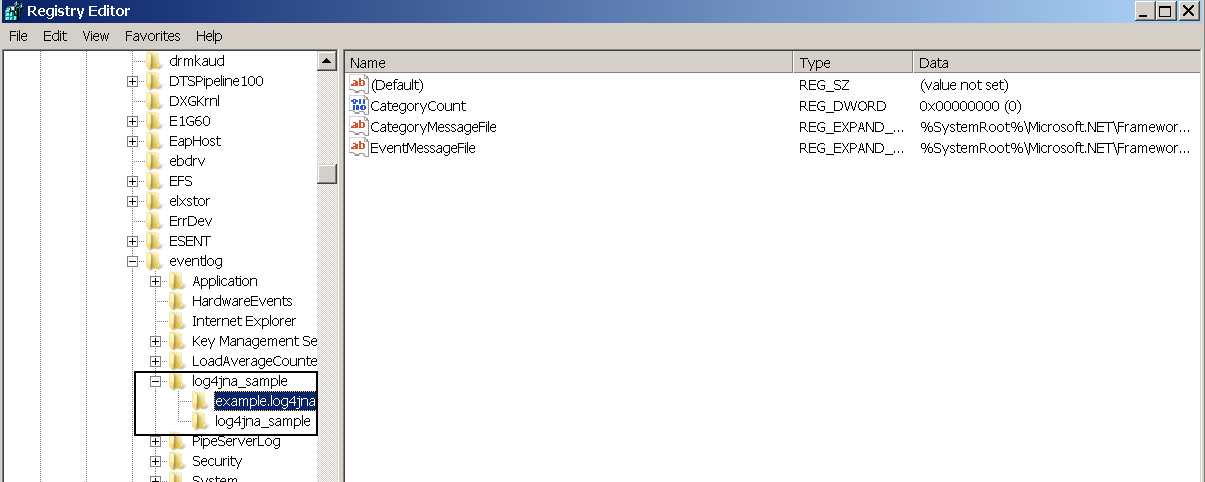 Registry Editor
File Edit View Favorites Help
drmkaud
DTSPipeline100
DXGKrnl
E1G60
EapHost
ebdrv
EFS
elxstor
ErrDev
ESENT
eventlog
Application
HardwareEvents
Internet Explorer
Key Management Se
LoadAverageCounte
log4jna_sample
example.log4jna
log4jna_sample
PipeServerLog
Security
System
Name Type Data
ab (Default) REG_SZ (value not set)
CategoryCount REG_DWORD 0x00000000 (0)
ab CategoryMessageFile REG_EXPAND_... %SystemRoot%\Microsoft.NET\Framewor...
ab EventMessageFile REG_EXPAND_... %SystemRoot%\Microsoft.NET\Framewor...